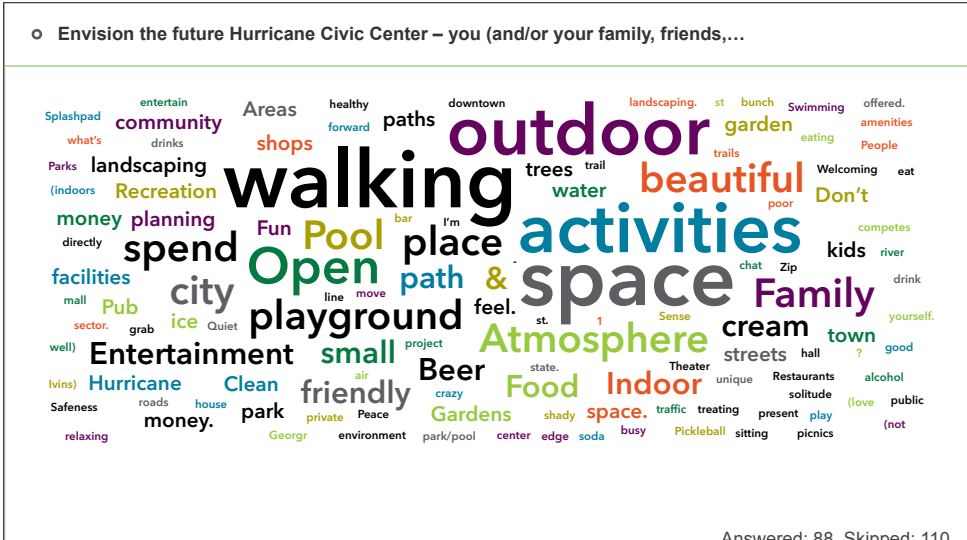 Envision the future Hurricane Civic Center – you (and/or your family, friends,…
entertain Areas healthy downtown landscaping. st bunch Swimming offered.
Splashpad community forward paths outdoor garden amenities
what's drinks shops trails eating People
Parks landscaping walking trees trail beautiful Welcoming eat
(indoors Recreation water poor Don't
money planning Fun Pool bar I'm place activities competes
directly spend Open kids river
facilities city path & space chat Zip Family drink
mall Pub line move feel. yourself.
sector. grab ice Quiet playground st. 1 Sense cream town
well) Entertainment small project Atmosphere streets hall ? good
lvins) Hurricane Clean air friendly Beer state. Food Indoor Theater unique Restaurants alcohol
Safeness roads house park private Peace crazy Gardens shady space. traffic treating solitude present play (love public
money.
relaxing Georgr environment park/pool center edge soda busy Pickleball sitting picnics (not
Answered: 88 Skipped: 110